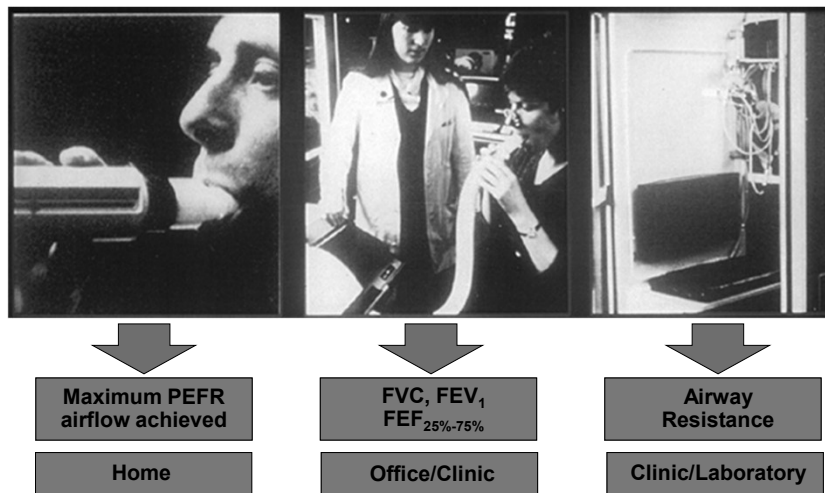 Maximum PEFR
airflow achieved
FVC, FEV₁
FEF₂₅%-₇₅%
Airway
Resistance
Home
Office/Clinic
Clinic/Laboratory